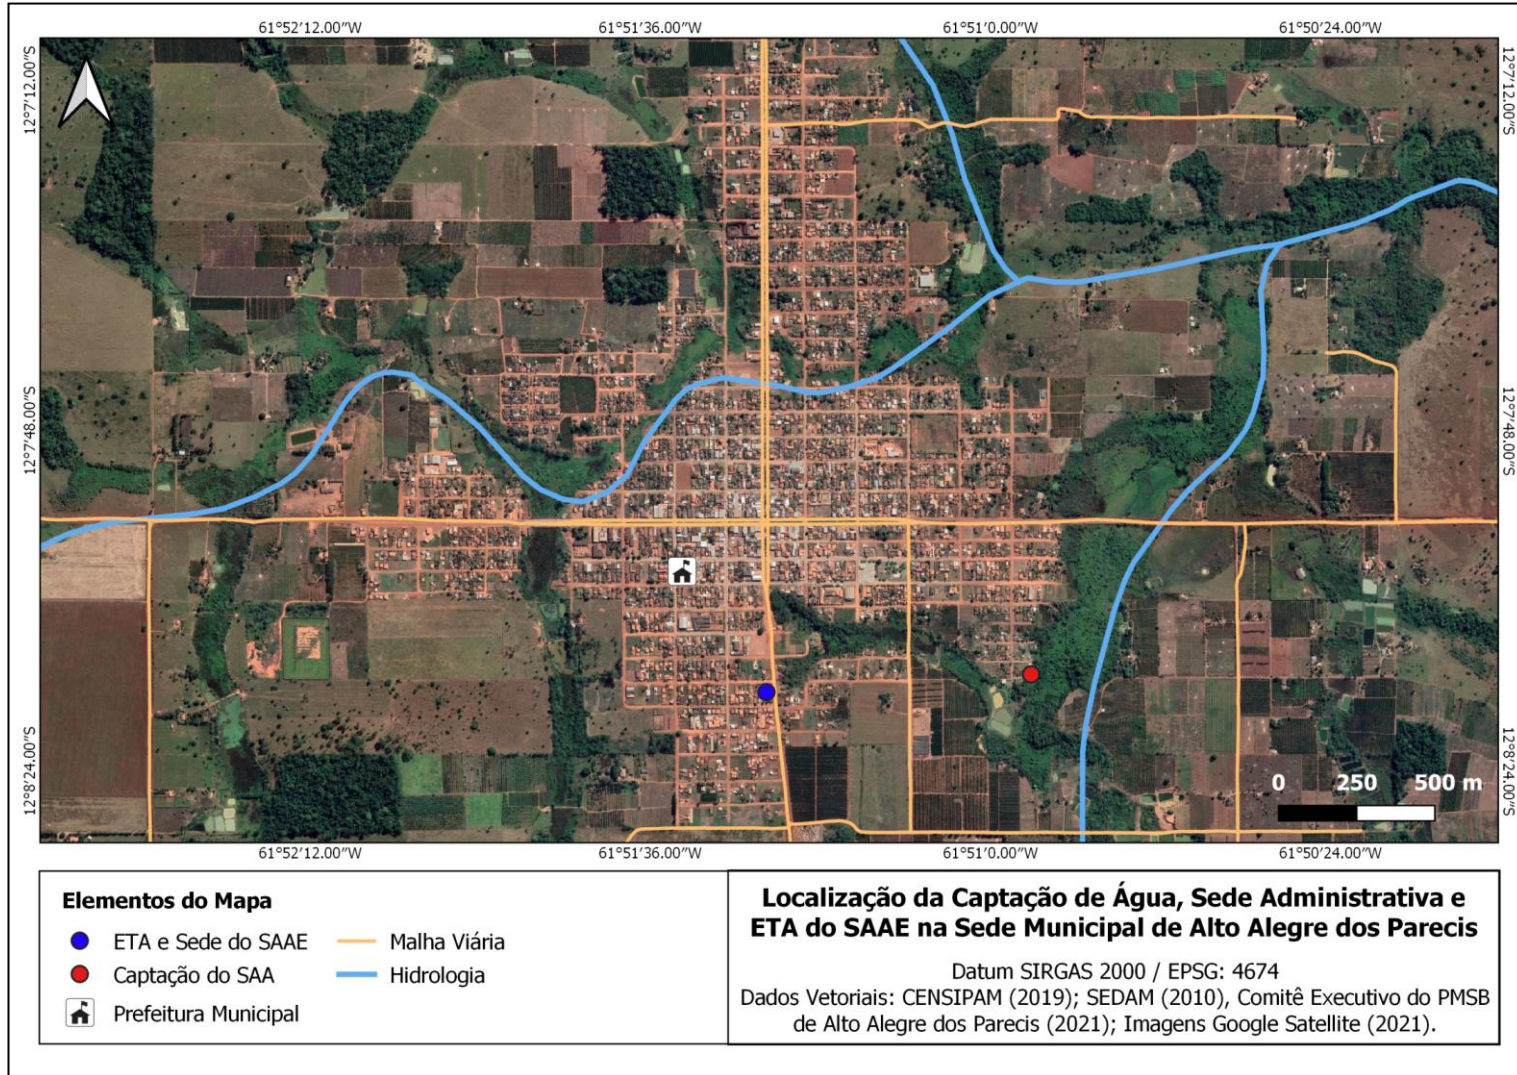 61°52′12.00″W 61°51′36.00″W 61°51′0.00″W 61°50′24.00″W
12°7′12.00″S 12°7′12.00″S
12°7′48.00″S 12°7′48.00″S
12°8′24.00″S 12°8′24.00″S
0 250 500 m
61°52′12.00″W 61°51′36.00″W 61°51′0.00″W 61°50′24.00″W
Elementos do Mapa
ETA e Sede do SAAE Malha Viária
Captação do SAA Hidrologia
Prefeitura Municipal
Localização da Captação de Água, Sede Administrativa e
ETA do SAAE na Sede Municipal de Alto Alegre dos Parecis
Datum SIRGAS 2000 / EPSG: 4674
Dados Vetoriais: CENSIPAM (2019); SEDAM (2010), Comitê Executivo do PMSB
de Alto Alegre dos Parecis (2021); Imagens Google Satellite (2021).